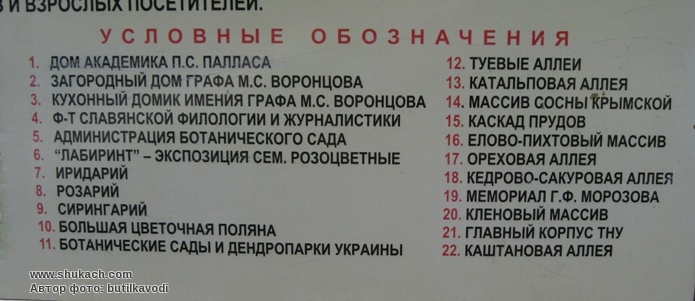 И ВЗРОСЛЫХ ПОСЕТИТЕЛЕЙ.
УСЛОВНЫЕ ОБОЗНАЧЕНИЯ
1. ДОМ АКАДЕМИКА П.С. ПАЛЛАСА
2. ЗАГОРОДНЫЙ ДОМ ГРАФА М.С. ВОРОНЦОВА
3. КУХОННЫЙ ДОМИК ИМЕНИЯ ГРАФА М.С. ВОРОНЦОВА
4. Ф-Т СЛАВЯНСКОЙ ФИЛОЛОГИИ И ЖУРНАЛИСТИКИ
5. АДМИНИСТРАЦИЯ БОТАНИЧЕСКОГО САДА
6. "ЛАБИРИНТ" – ЭКСПОЗИЦИЯ СЕМ. РОЗОЦВЕТНЫЕ
7. ИРИДАРИЙ
8. РОЗАРИЙ
9. СИРИНГАРИЙ
10. БОЛЬШАЯ ЦВЕТОЧНАЯ ПОЛЯНА
11. БОТАНИЧЕСКИЕ САДЫ И ДЕНДРОПАРКИ УКРАИНЫ
12. ТУЕВЫЕ АЛЛЕИ
13. КАТАЛЬПОВАЯ АЛЛЕЯ
14. МАССИВ СОСНЫ КРЫМСКОЙ
15. КАСКАД ПРУДОВ
16. ЕЛОВО-ПИХТОВЫЙ МАССИВ
17. ОРЕХОВАЯ АЛЛЕЯ
18. КЕДРОВО-САКУРОВАЯ АЛЛЕЯ
19. МЕМОРИАЛ Г.Ф. МОРОЗОВА
20. КЛЕНОВЫЙ МАССИВ
21. ГЛАВНЫЙ КОРПУС ТНУ
22. КАШТАНОВАЯ АЛЛЕЯ
www.shukach.com
Автор фото: butilkavodi